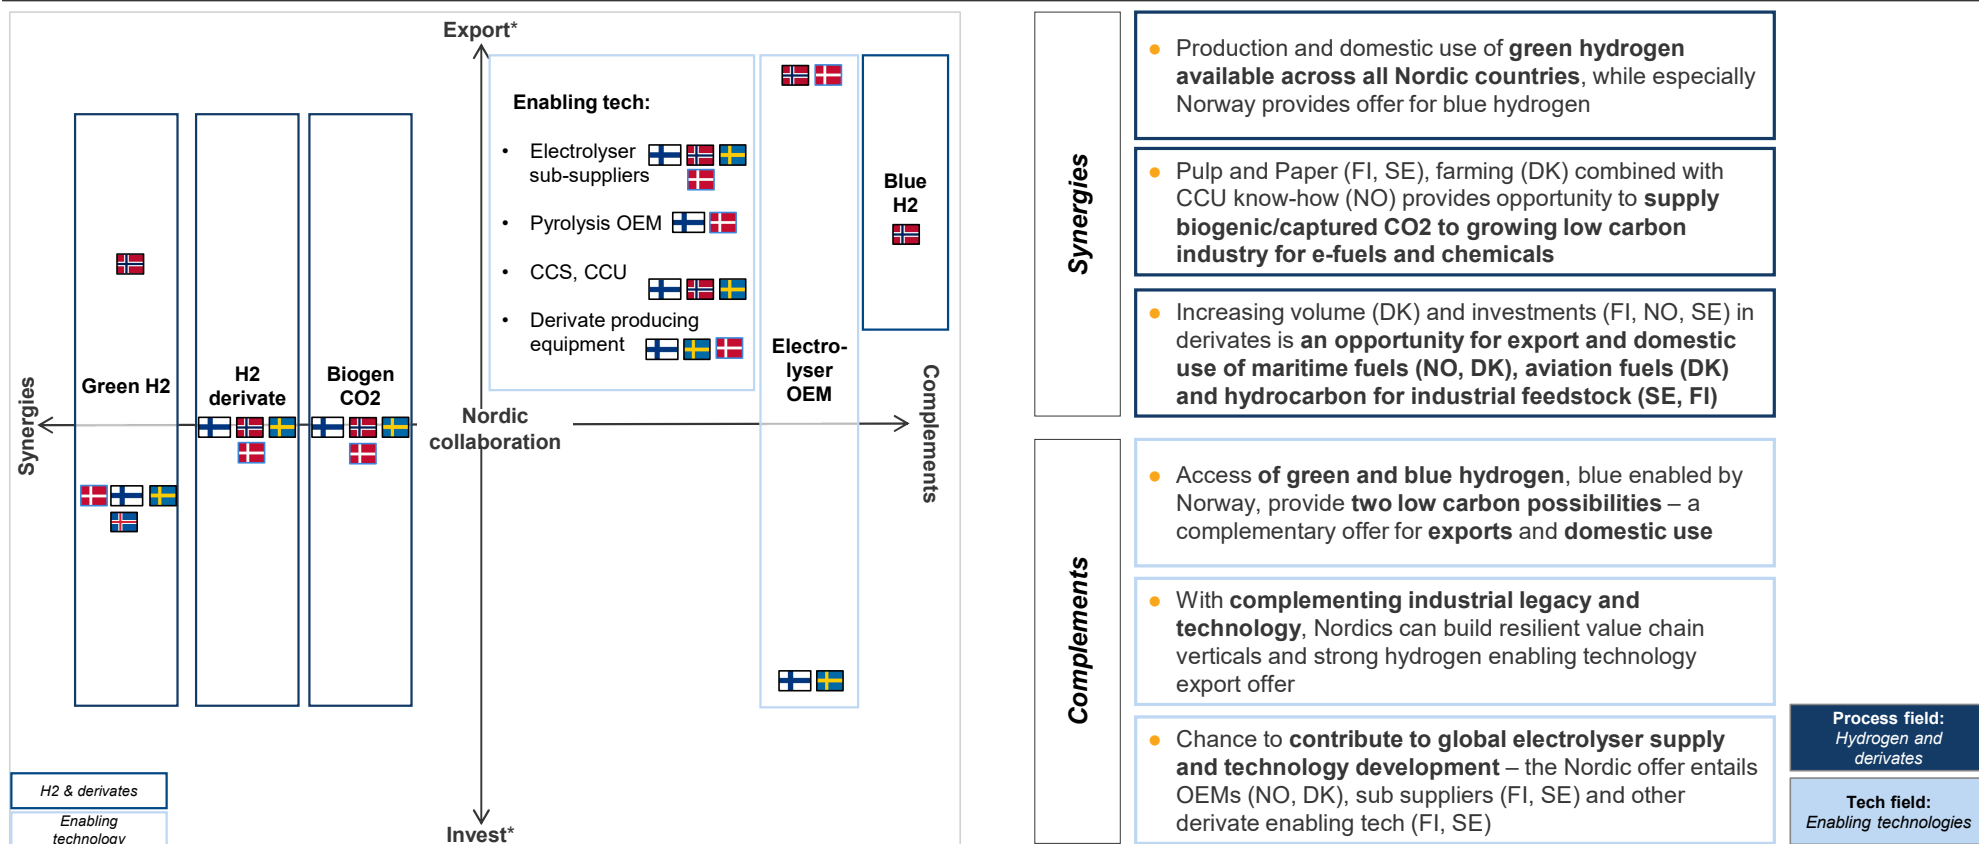 Export*
Enabling tech:
• Electrolyser
sub-suppliers
• Pyrolysis OEM
• CCS, CCU
• Derivate producing
equipment
Blue
H2
Electro-
lyser
OEM
Green H2
H2
derivate
Biogen
CO2
Synergies
Nordic
collaboration
Complements
Invest*
H2 & derivates
Enabling
technology
Synergies
● Production and domestic use of green hydrogen
available across all Nordic countries, while especially
Norway provides offer for blue hydrogen
● Pulp and Paper (FI, SE), farming (DK) combined with
CCU know-how (NO) provides opportunity to supply
biogenic/captured CO2 to growing low carbon
industry for e-fuels and chemicals
● Increasing volume (DK) and investments (FI, NO, SE) in
derivates is an opportunity for export and domestic
use of maritime fuels (NO, DK), aviation fuels (DK)
and hydrocarbon for industrial feedstock (SE, FI)
Complements
● Access of green and blue hydrogen, blue enabled by
Norway, provide two low carbon possibilities – a
complementary offer for exports and domestic use
● With complementing industrial legacy and
technology, Nordics can build resilient value chain
verticals and strong hydrogen enabling technology
export offer
● Chance to contribute to global electrolyser supply
and technology development – the Nordic offer entails
OEMs (NO, DK), sub suppliers (FI, SE) and other
derivate enabling tech (FI, SE)
Process field:
Hydrogen and
derivates
Tech field:
Enabling technologies